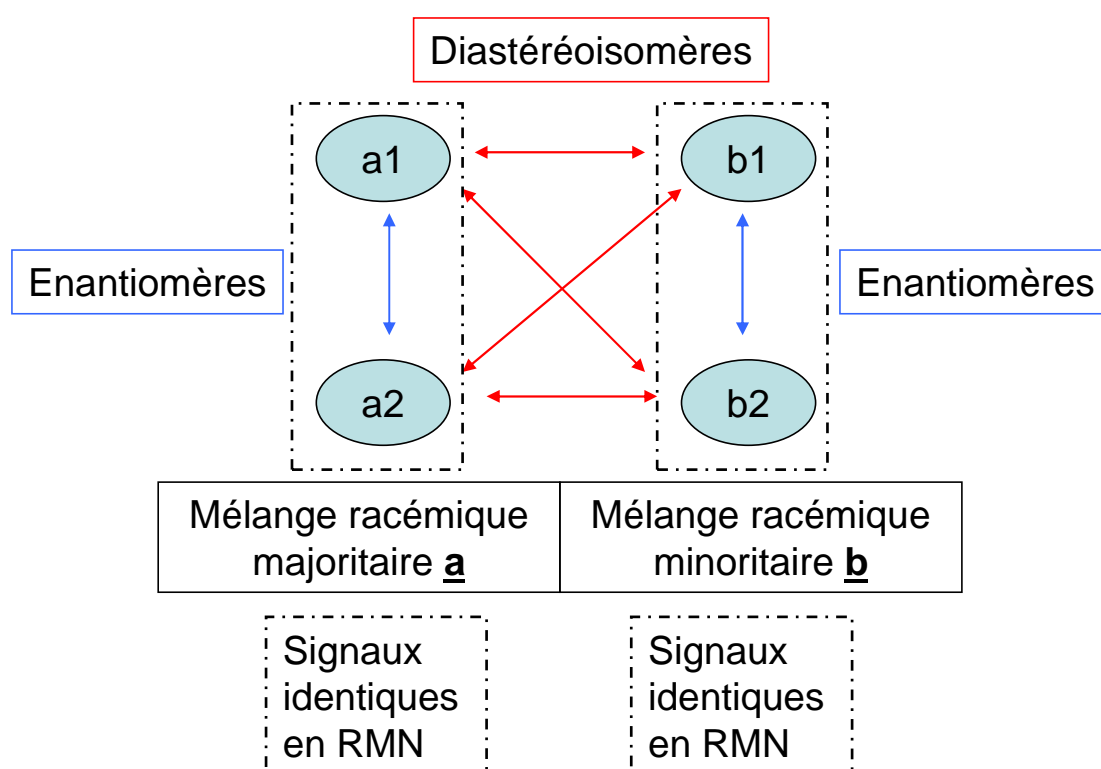 Diastéréoisomères
a1
b1
Enantiomères
Enantiomères
a2
b2
Mélange racémique
majoritaire a
Mélange racémique
minoritaire b
Signaux
identiques
en RMN
Signaux
identiques
en RMN